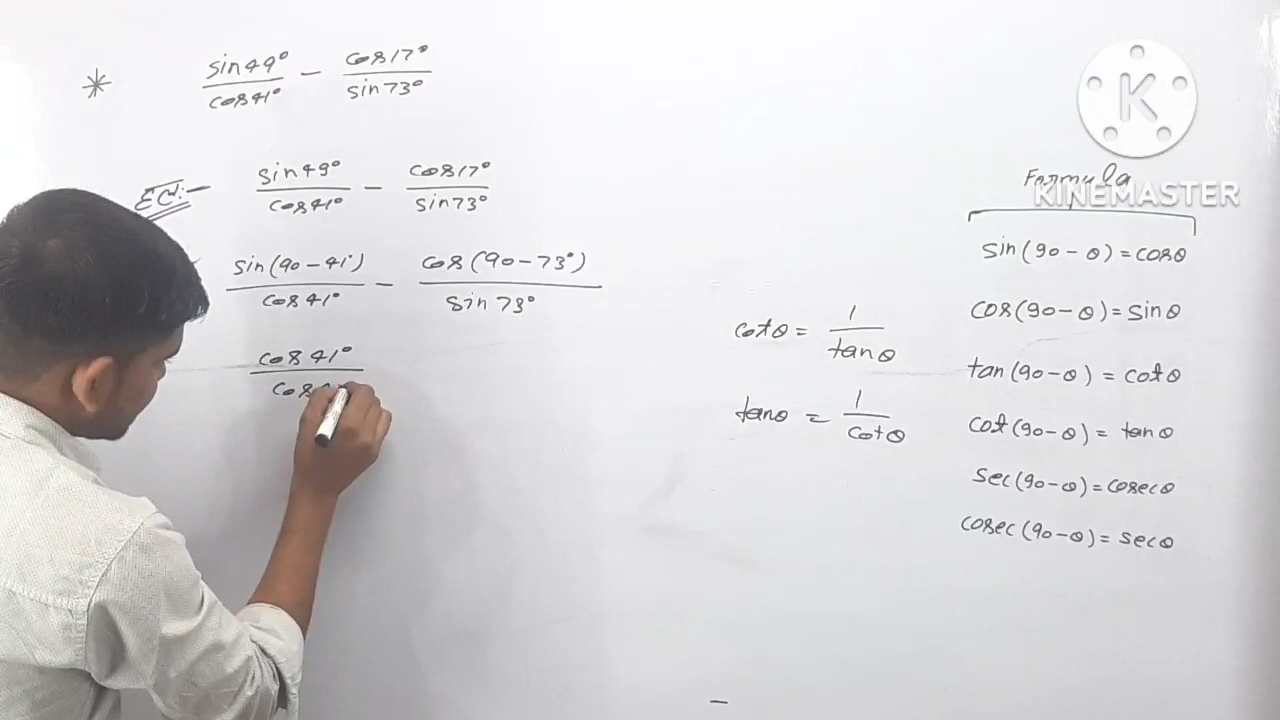 * sin49° / cos41° − cos17° / sin73°
sin49° / cos41° − cos17° / sin73°
sin(90−41°) / cos41° − cos(90−73°) / sin73°
cos41°
cos
cotθ = 1 / tanθ
tanθ = 1 / cotθ
K
KINEMASTER
Formula
sin(90−θ)=cosθ
cos(90−θ)=sinθ
tan(90−θ)=cotθ
cot(90−θ)=tanθ
sec(90−θ)=cosecθ
cosec(90−θ)=secθ